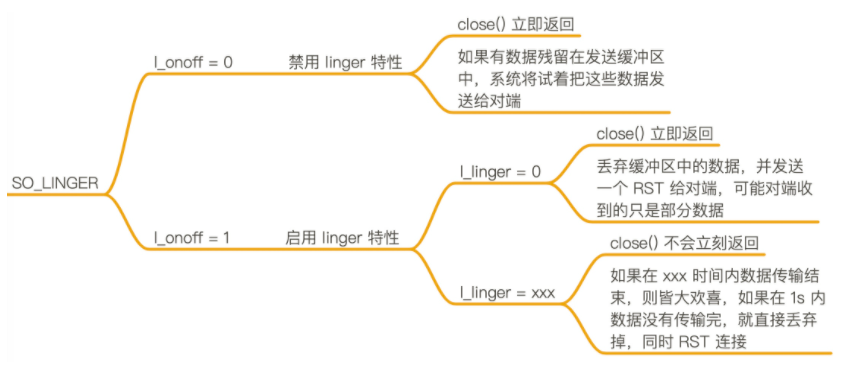 SO_LINGER
l_onoff = 0
禁用 linger 特性
close() 立即返回
如果有数据残留在发送缓冲区
中，系统将试着把这些数据发
送给对端
l_onoff = 1
启用 linger 特性
l_linger = 0
close() 立即返回
丢弃缓冲区中的数据，并发送
一个 RST 给对端，可能对端收
到的只是部分数据
l_linger = xxx
close() 不会立刻返回
如果在 xxx 时间内数据传输结
束，则皆大欢喜，如果在 1s 内
数据没有传输完，就直接丢弃
掉，同时 RST 连接